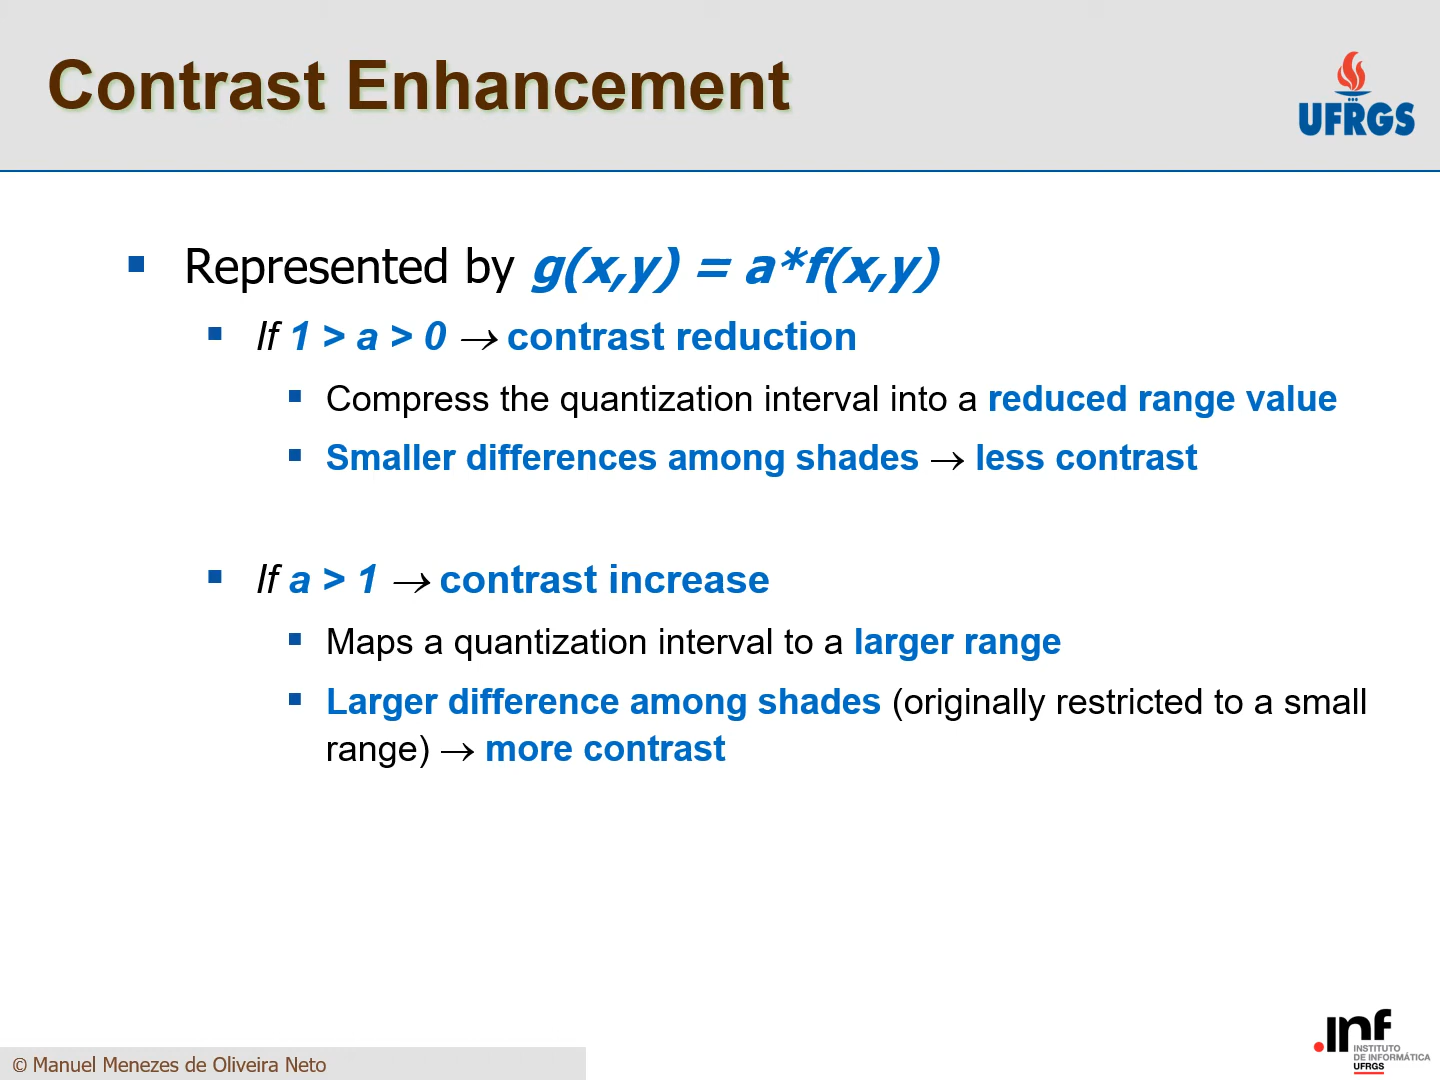 Contrast Enhancement
UFRGS
▪ Represented by g(x,y) = a*f(x,y)
▪ If 1 > a > 0 → contrast reduction
▪ Compress the quantization interval into a reduced range value
▪ Smaller differences among shades → less contrast
▪ If a > 1 → contrast increase
▪ Maps a quantization interval to a larger range
▪ Larger difference among shades (originally restricted to a small
range) → more contrast
.inf
INSTITUTO
DE INFORMÁTICA
UFRGS
© Manuel Menezes de Oliveira Neto